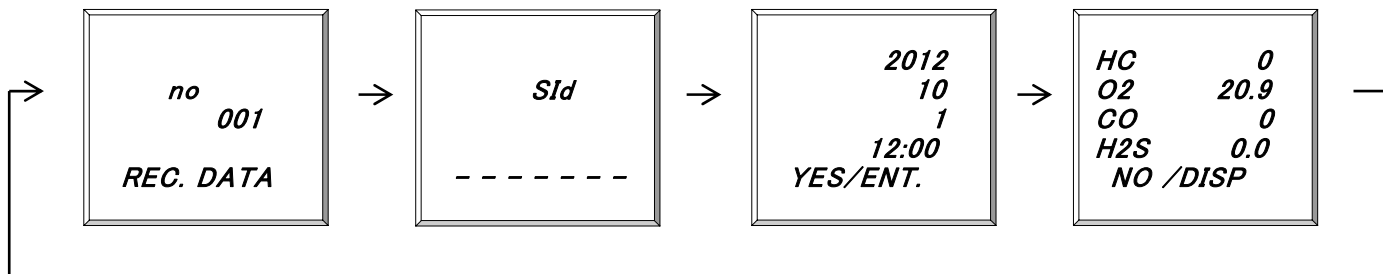 no
001
REC. DATA
SId
- - - - - - -
2012
10
1
12:00
YES/ENT.
HC 0
O2 20.9
CO 0
H2S 0.0
NO /DISP